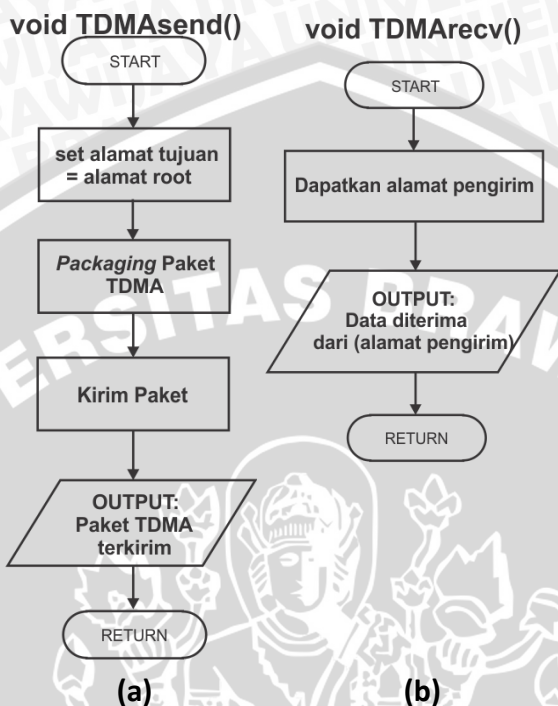 void TDMAsend()
START
set alamat tujuan
= alamat root
Packaging Paket
TDMA
Kirim Paket
OUTPUT:
Paket TDMA
terkirim
RETURN
(a)
void TDMArecv()
START
Dapatkan alamat pengirim
OUTPUT:
Data diterima
dari (alamat pengirim)
RETURN
(b)